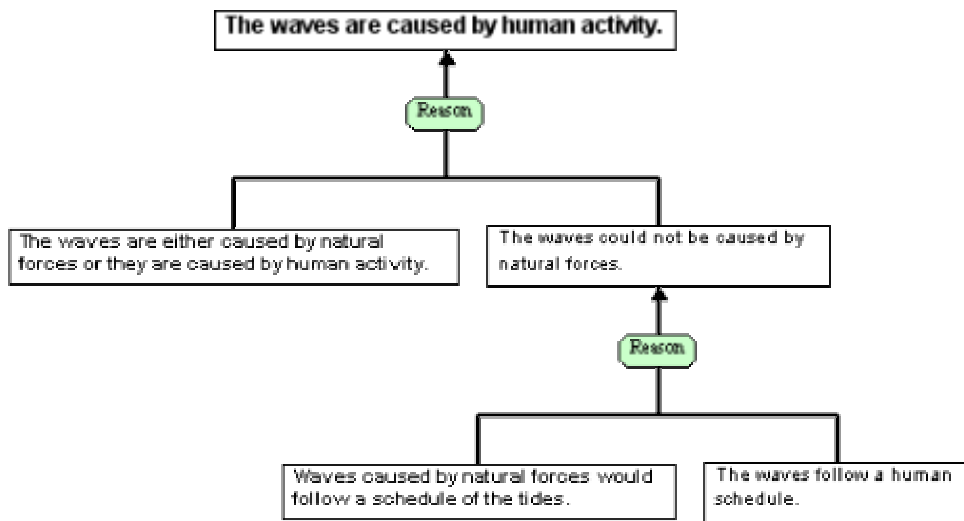 The waves are caused by human activity.
Reason
The waves are either caused by natural
forces or they are caused by human activity.
The waves could not be caused by
natural forces.
Reason
Waves caused by natural forces would
follow a schedule of the tides.
The waves follow a human
schedule.